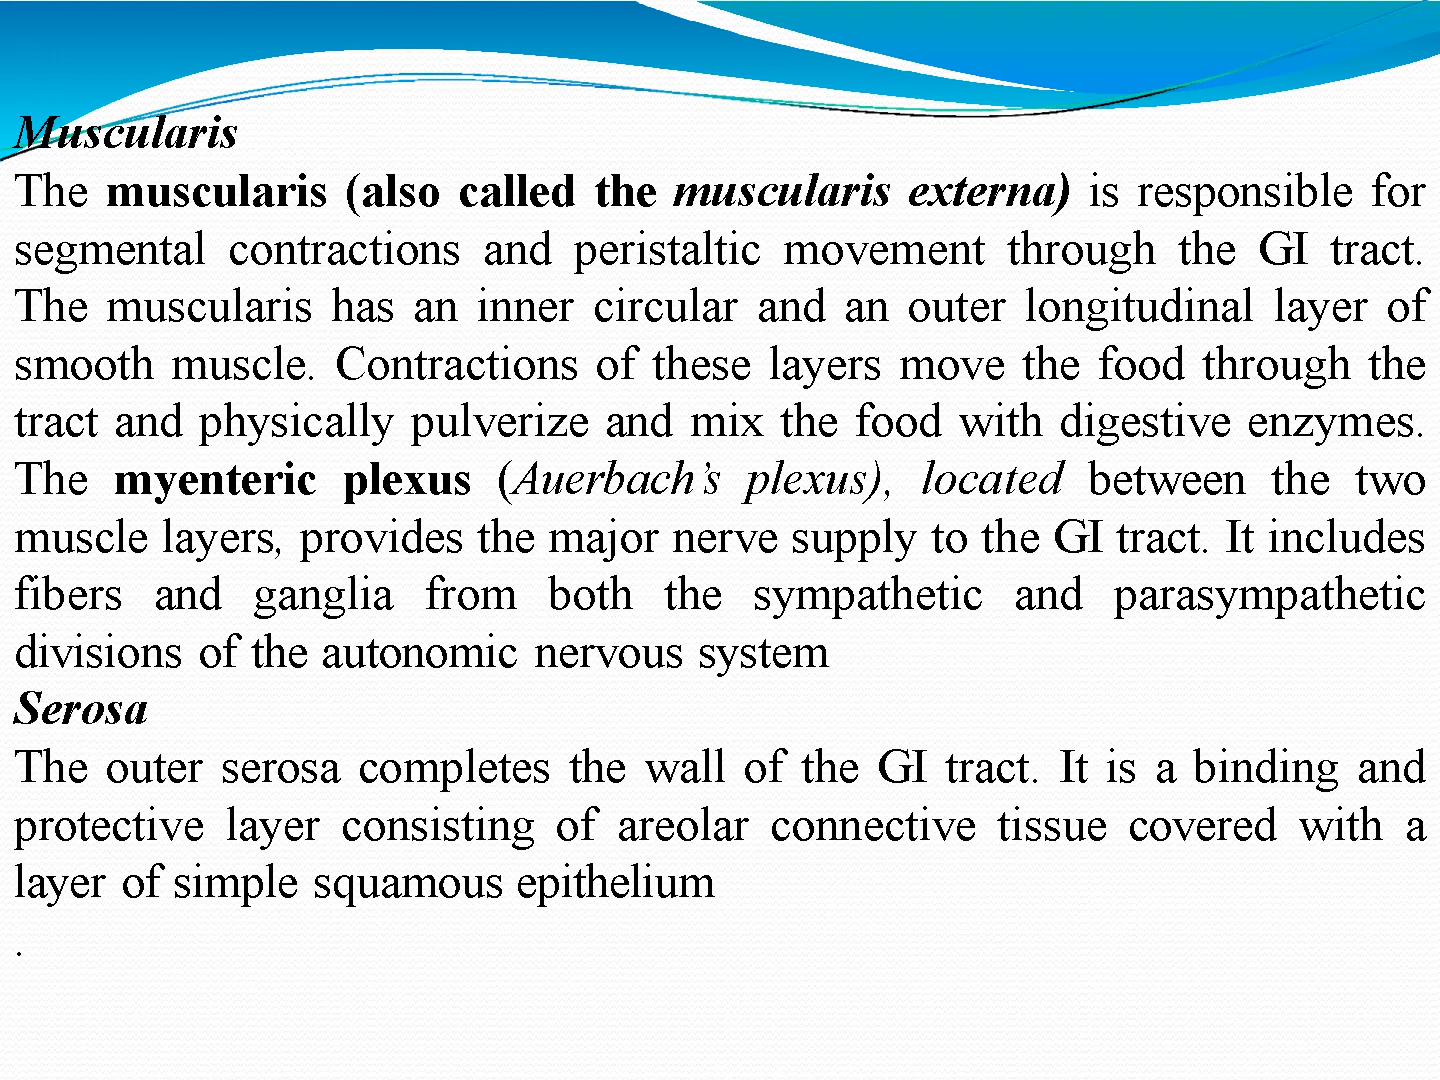 Muscularis
The muscularis (also called the muscularis externa) is responsible for
segmental contractions and peristaltic movement through the GI tract.
The muscularis has an inner circular and an outer longitudinal layer of
smooth muscle. Contractions of these layers move the food through the
tract and physically pulverize and mix the food with digestive enzymes.
The myenteric plexus (Auerbach’s plexus), located between the two
muscle layers, provides the major nerve supply to the GI tract. It includes
fibers and ganglia from both the sympathetic and parasympathetic
divisions of the autonomic nervous system
Serosa
The outer serosa completes the wall of the GI tract. It is a binding and
protective layer consisting of areolar connective tissue covered with a
layer of simple squamous epithelium
.